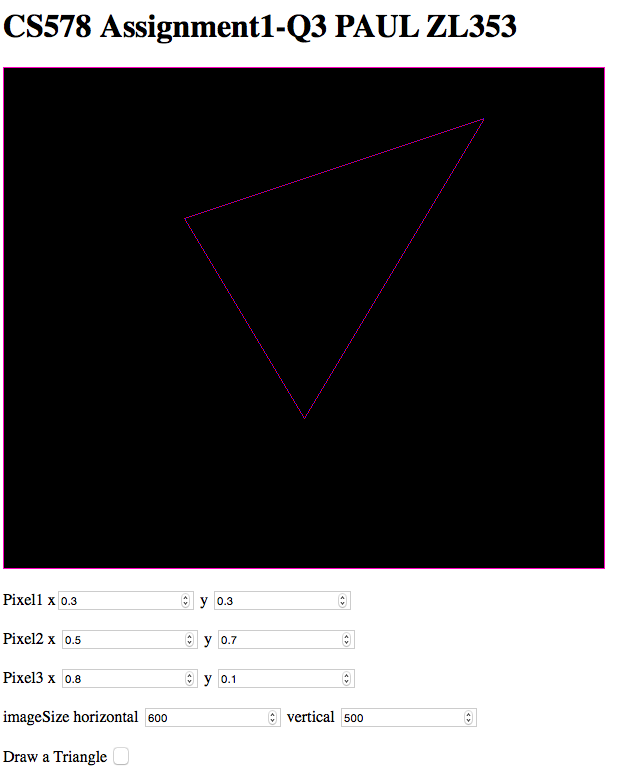 CS578 Assignment1-Q3 PAUL ZL353
Pixel1 x 0.3 y 0.3
Pixel2 x 0.5 y 0.7
Pixel3 x 0.8 y 0.1
imageSize horizontal 600 vertical 500
Draw a Triangle